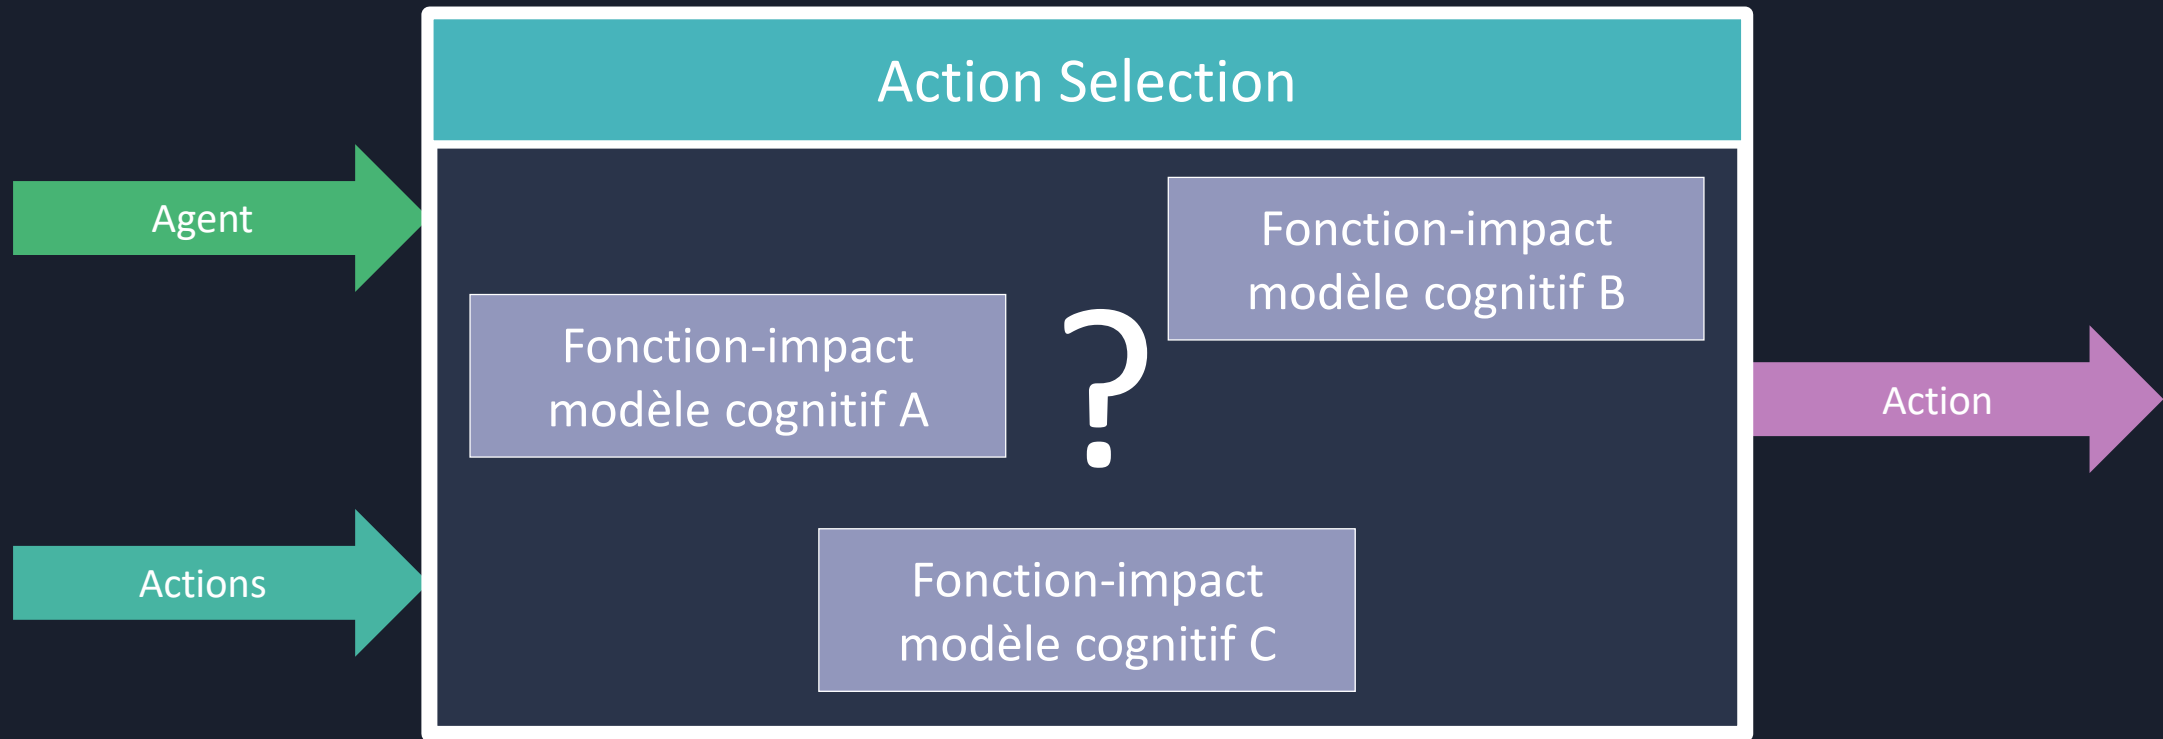 Action Selection
Agent
Fonction-impact
modèle cognitif B
Fonction-impact
modèle cognitif A
?
Action
Actions
Fonction-impact
modèle cognitif C